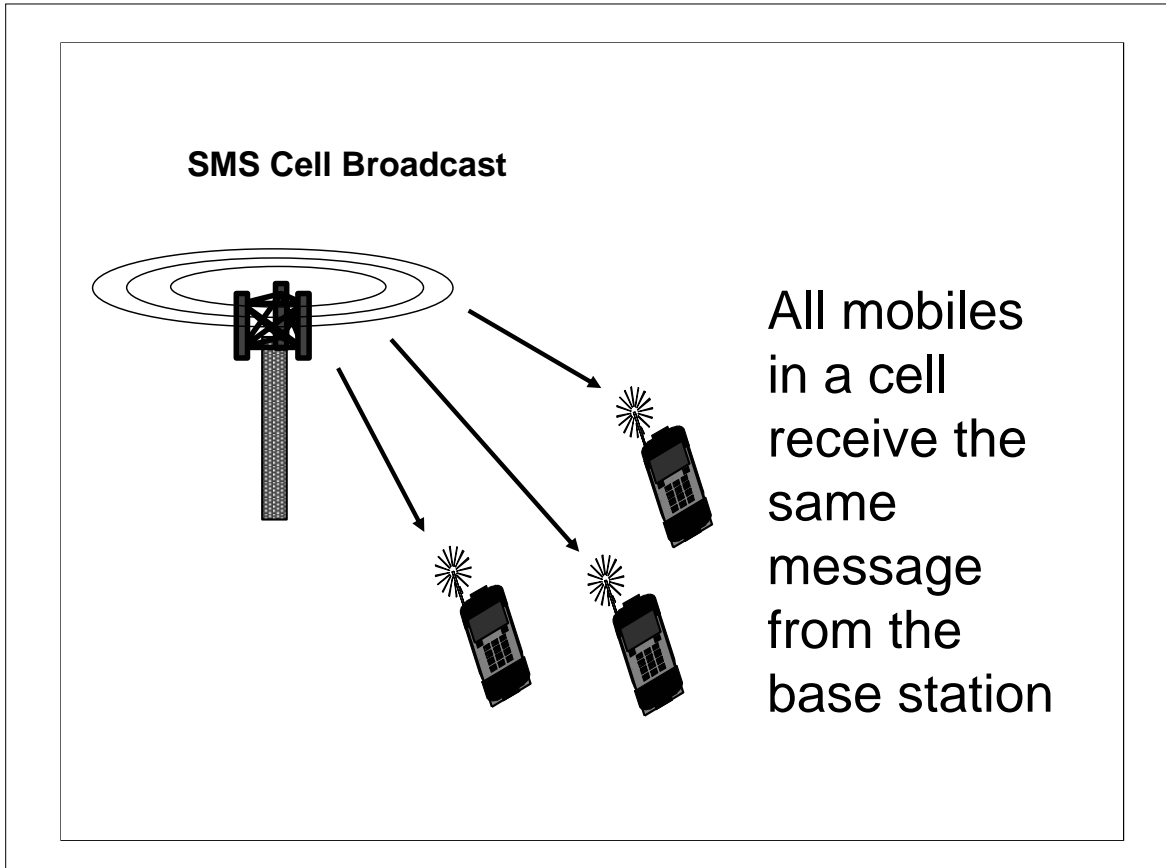 SMS Cell Broadcast
All mobiles
in a cell
receive the
same
message
from the
base station